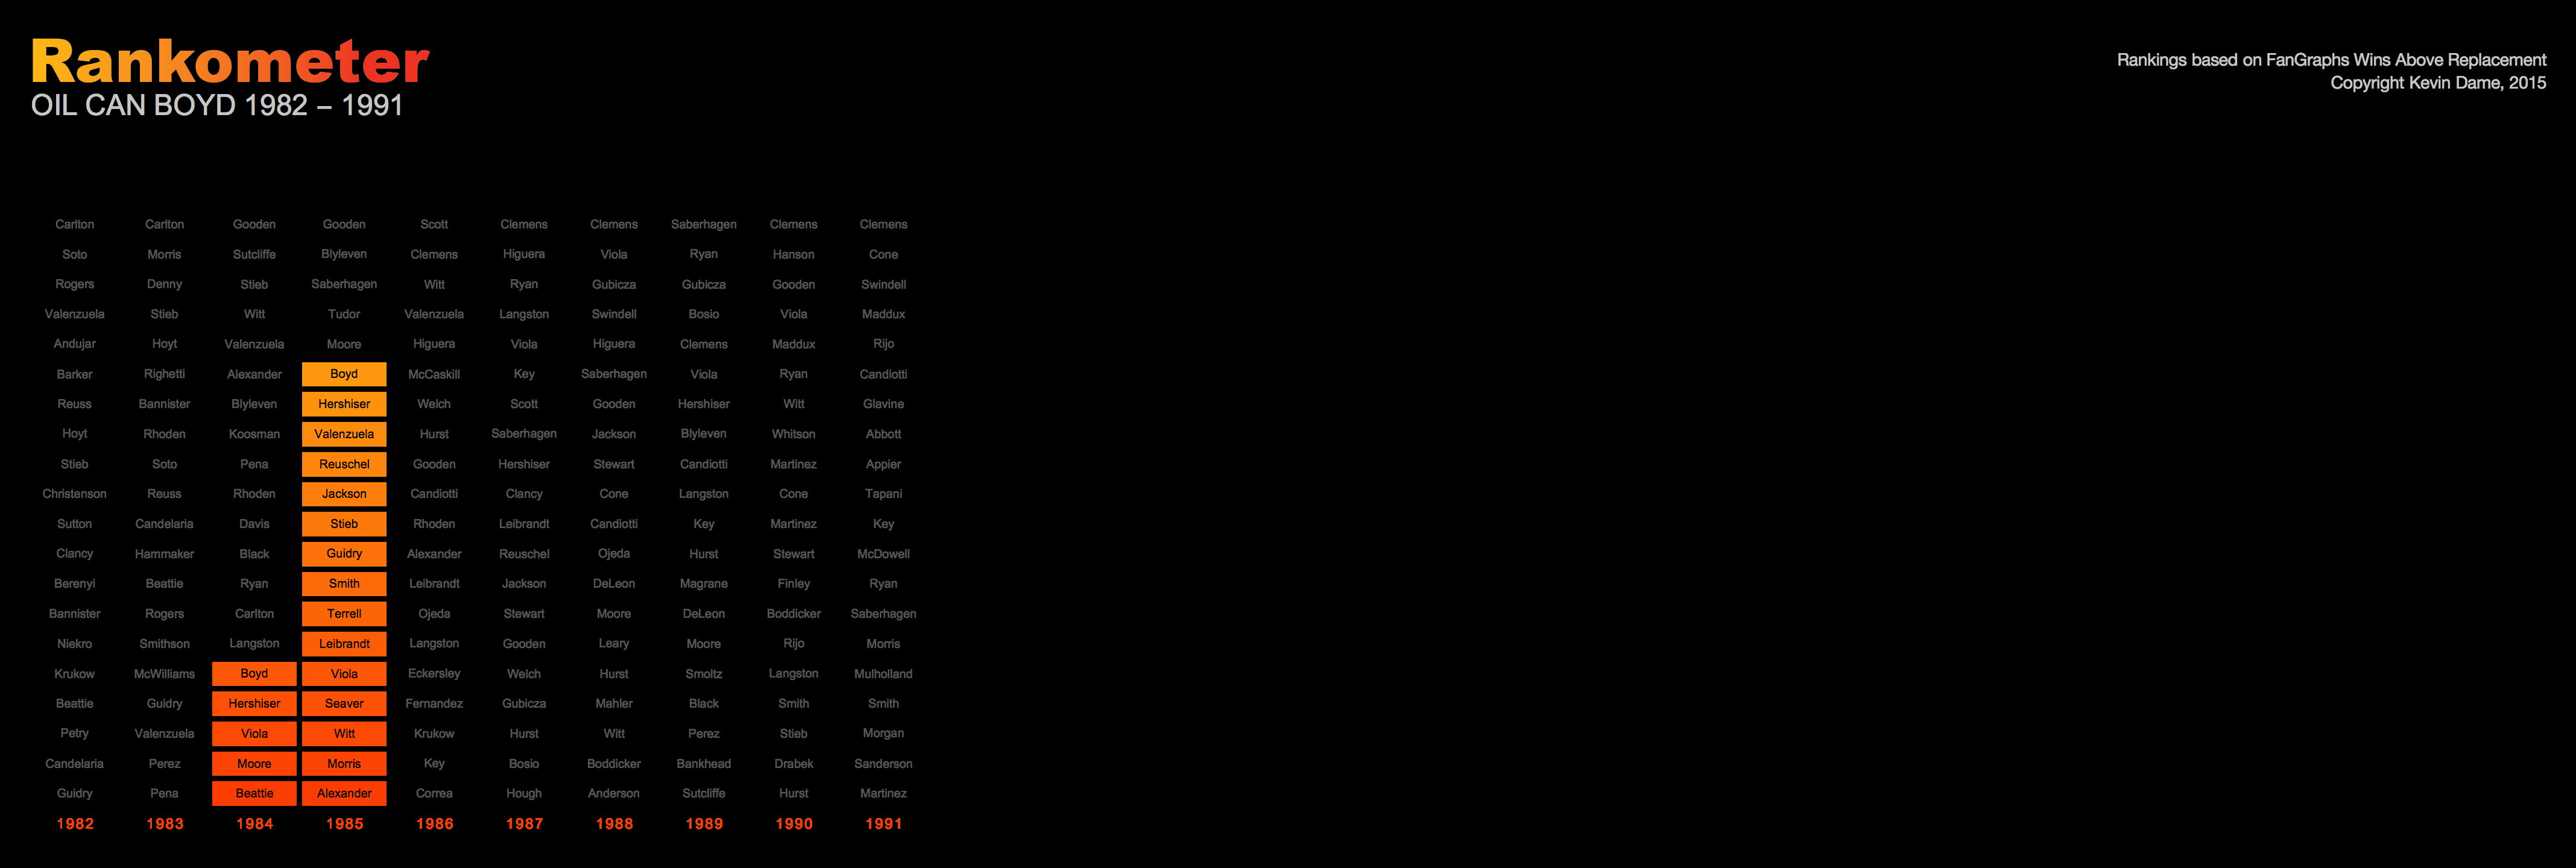 Rankometer
OIL CAN BOYD 1982 – 1991
Rankings based on FanGraphs Wins Above Replacement
Copyright Kevin Dame, 2015
Carlton Carlton Gooden Gooden Scott Clemens Clemens Saberhagen Clemens Clemens
Soto Morris Sutcliffe Blyleven Clemens Higuera Viola Ryan Hanson Cone
Rogers Denny Stieb Saberhagen Witt Ryan Gubicza Gubicza Gooden Swindell
Valenzuela Stieb Witt Tudor Valenzuela Langston Swindell Bosio Viola Maddux
Andujar Hoyt Valenzuela Moore Higuera Viola Higuera Clemens Maddux Rijo
Barker Righetti Alexander Boyd McCaskill Key Saberhagen Viola Ryan Candiotti
Reuss Bannister Blyleven Hershiser Welch Scott Gooden Hershiser Witt Glavine
Hoyt Rhoden Koosman Valenzuela Hurst Saberhagen Jackson Blyleven Whitson Abbott
Stieb Soto Pena Reuschel Gooden Hershiser Stewart Candiotti Martinez Appier
Christenson Reuss Rhoden Jackson Candiotti Clancy Cone Langston Cone Tapani
Sutton Candelaria Davis Stieb Rhoden Leibrandt Candiotti Key Martinez Key
Clancy Hammaker Black Guidry Alexander Reuschel Ojeda Hurst Stewart McDowell
Berenyi Beattie Ryan Smith Leibrandt Jackson DeLeon Magrane Finley Ryan
Bannister Rogers Carlton Terrell Ojeda Stewart Moore DeLeon Boddicker Saberhagen
Niekro Smithson Langston Leibrandt Langston Gooden Leary Moore Rijo Morris
Krukow McWilliams Boyd Viola Eckersley Welch Hurst Smoltz Langston Mulholland
Beattie Guidry Hershiser Seaver Fernandez Gubicza Mahler Black Smith Smith
Petry Valenzuela Viola Witt Krukow Hurst Witt Perez Stieb Morgan
Candelaria Perez Moore Morris Key Bosio Boddicker Bankhead Drabek Sanderson
Guidry Pena Beattie Alexander Correa Hough Anderson Sutcliffe Hurst Martinez
1982 1983 1984 1985 1986 1987 1988 1989 1990 1991